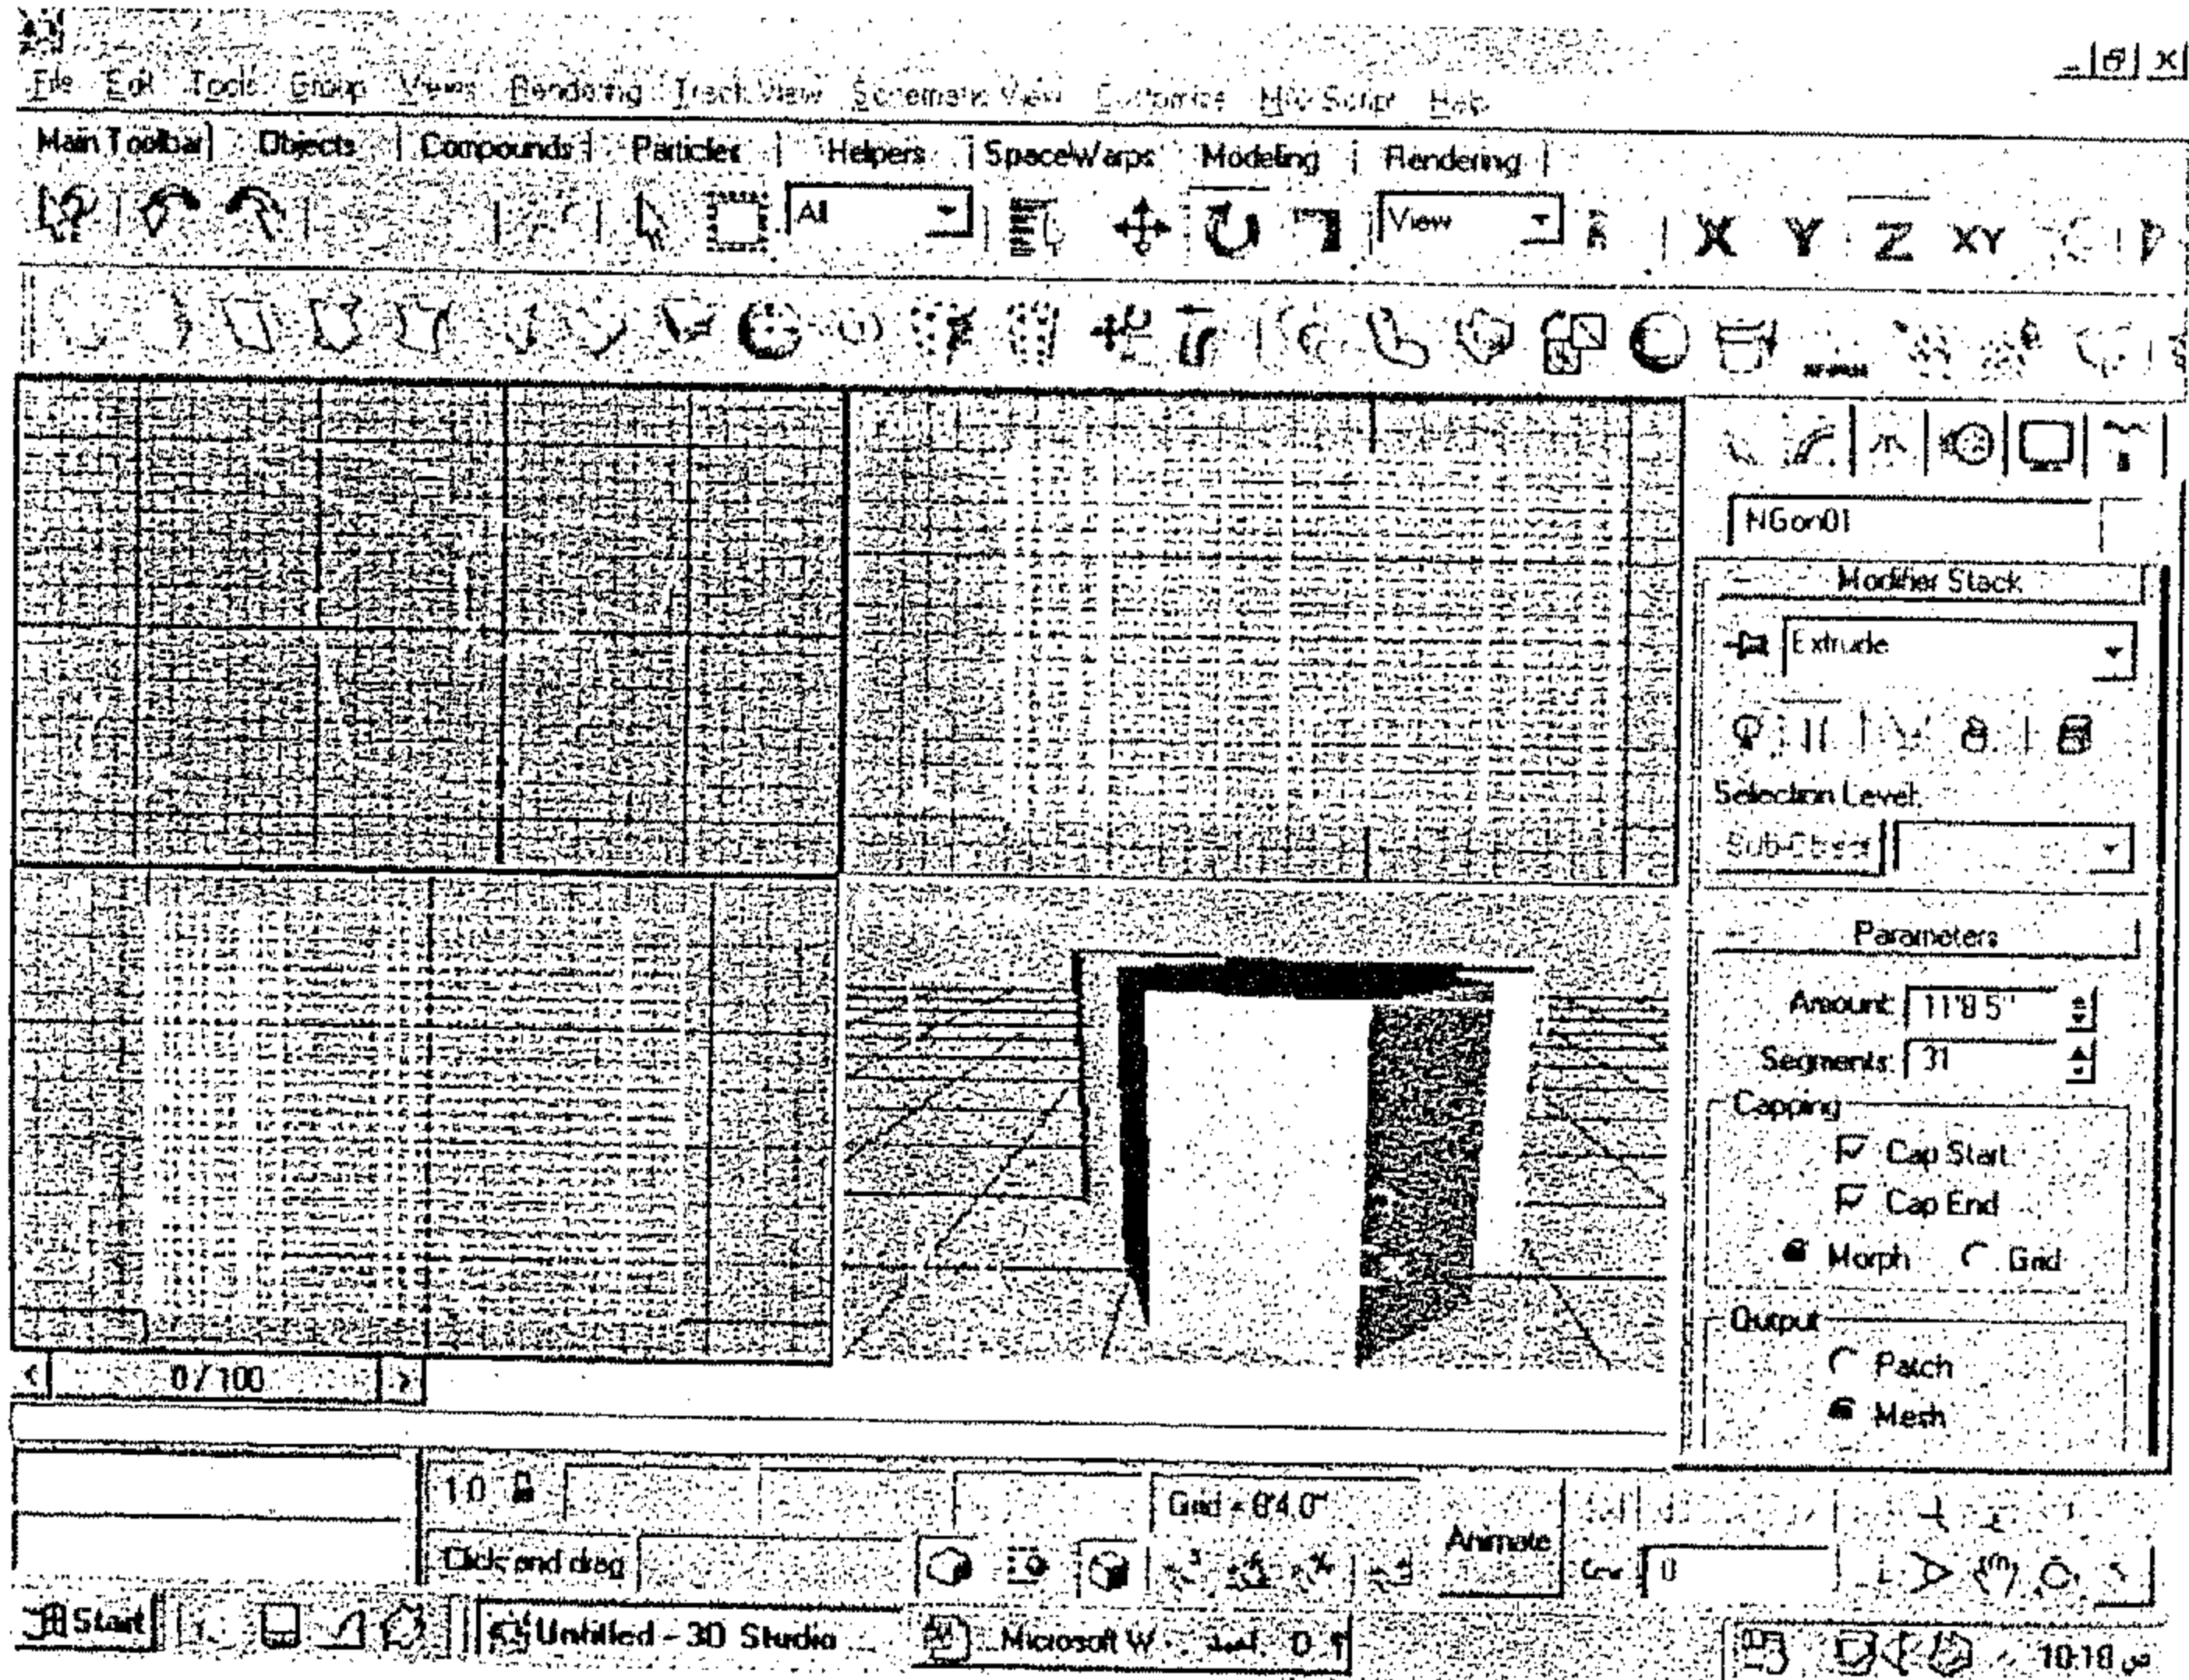 File Edit Tools Group Views Rendering Track View Schematic View Customize MAXScript Help
Main Toolbar Objects Compounds Particles Helpers SpaceWarps Modeling Rendering
All View X Y Z XY
NGon01
Modifier Stack
Extrude
Selection Level:
Sub-Object
Parameters
Amount: 11'8.5"
Segments: 31
Capping
Cap Start
Cap End
Morph Grid
Output
Patch
Mesh
0 / 100
1:0 Grid =
Click and drag Animate 0
Start Untitled - 3D Studio ... Microsoft W 10:18 ص